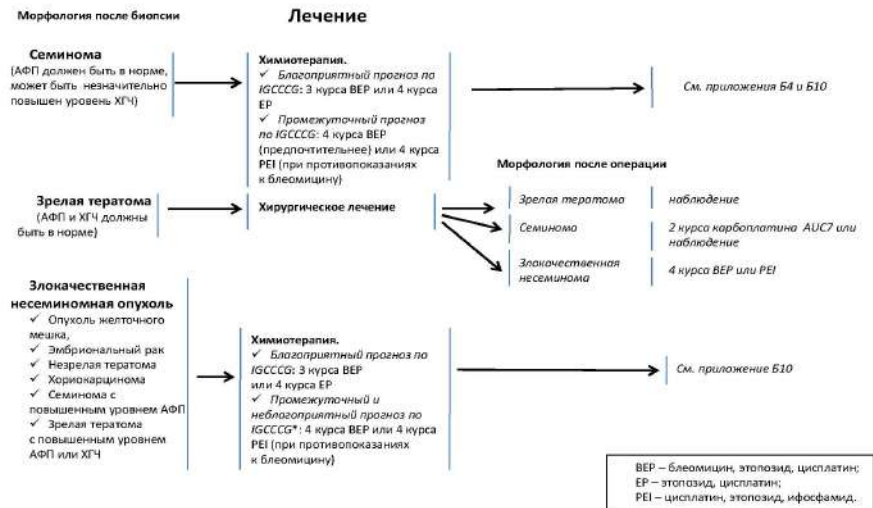 Морфология после биопсии
Лечение
Семинома
(АФП должен быть в норме,
может быть незначительно
повышен уровень ХГЧ)
Химиотерапия.
✓ Благоприятный прогноз по
IGCCCG: 3 курса BEP или 4 курса
EP
✓ Промежуточный прогноз
по IGCCCG: 4 курса BEP
(предпочтительнее) или 4 курса
PEI (при противопоказаниях
к блеомицину)
См. приложения Б4 и Б10
Зрелая тератома
(АФП и ХГЧ должны
быть в норме)
Хирургическое лечение
Морфология после операции
Зрелая тератома
наблюдение
Семинома
2 курса карбоплатина AUC7 или
наблюдение
Злокачественная
несеминома
4 курса BEP или PEI
Злокачественная
несеминомная опухоль
✓ Опухоль желточного
мешка,
✓ Эмбриональный рак
✓ Незрелая тератома
✓ Хориокарцинома
✓ Семинома с
повышенным уровнем АФП
✓ Зрелая тератома
с повышенным уровнем
АФП или ХГЧ
Химиотерапия.
✓ Благоприятный прогноз по
IGCCCG: 3 курса BEP
или 4 курса EP
✓ Промежуточный и
неблагоприятный прогноз по
IGCCCG*: 4 курса BEP или 4 курса
PEI (при противопоказаниях
к блеомицину)
См. приложение Б10
BEP – блеомицин, этопозид, цисплатин;
EP – этопозид, цисплатин;
PEI – цисплатин, этопозид, ифосфамид.